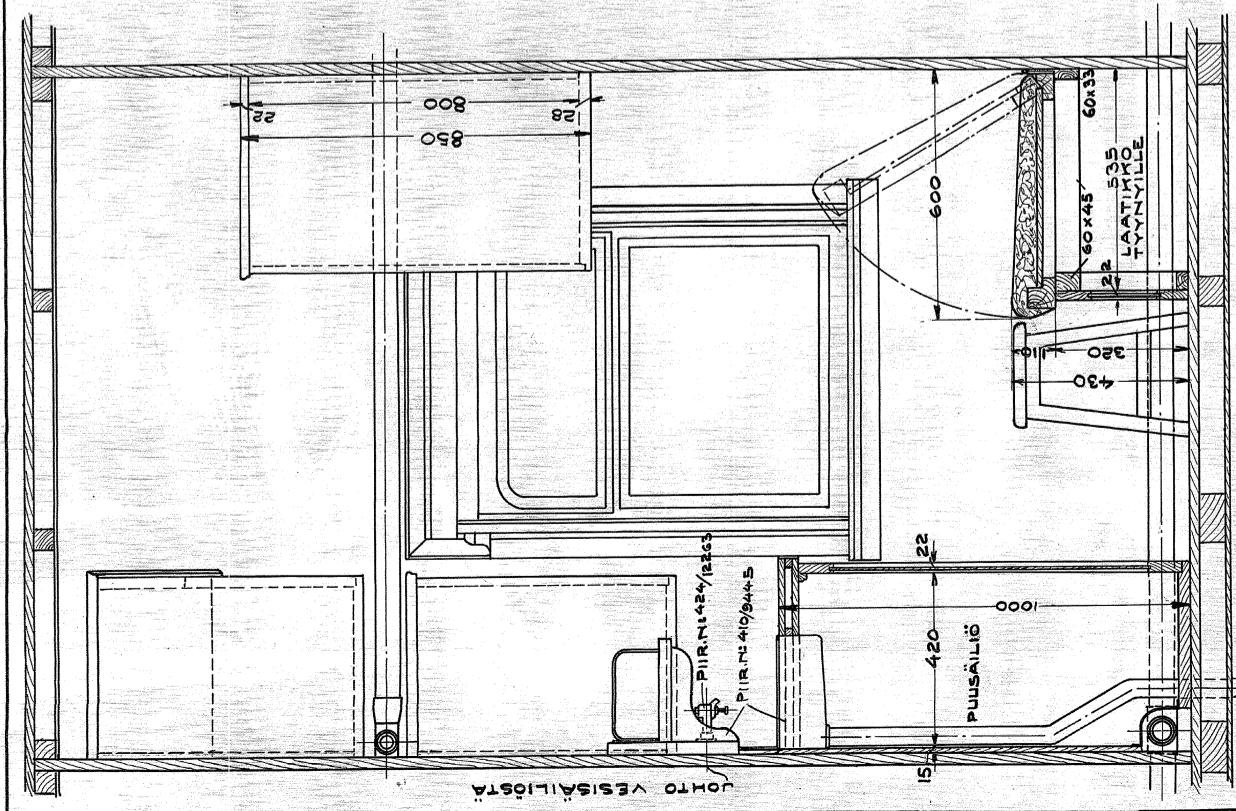 22
800
28
850
600
60x33
535
LAATIKKO
TYYNYILLE
60x45
22
110
320
430
PIIR.N:424/12263
PIIR.N:410/9445
22
1000
420
PUUSÄILIÖ
15
JOHTO VESISÄILIÖSTÄ